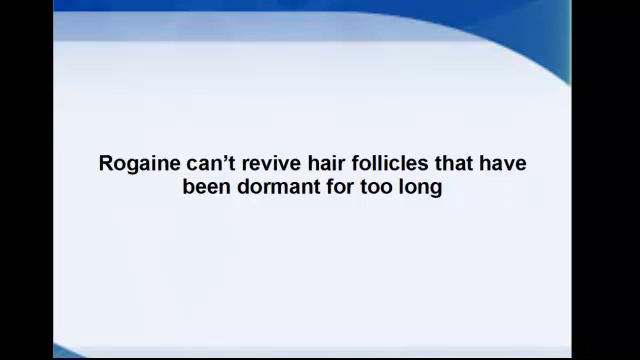 Rogaine can’t revive hair follicles that have
been dormant for too long